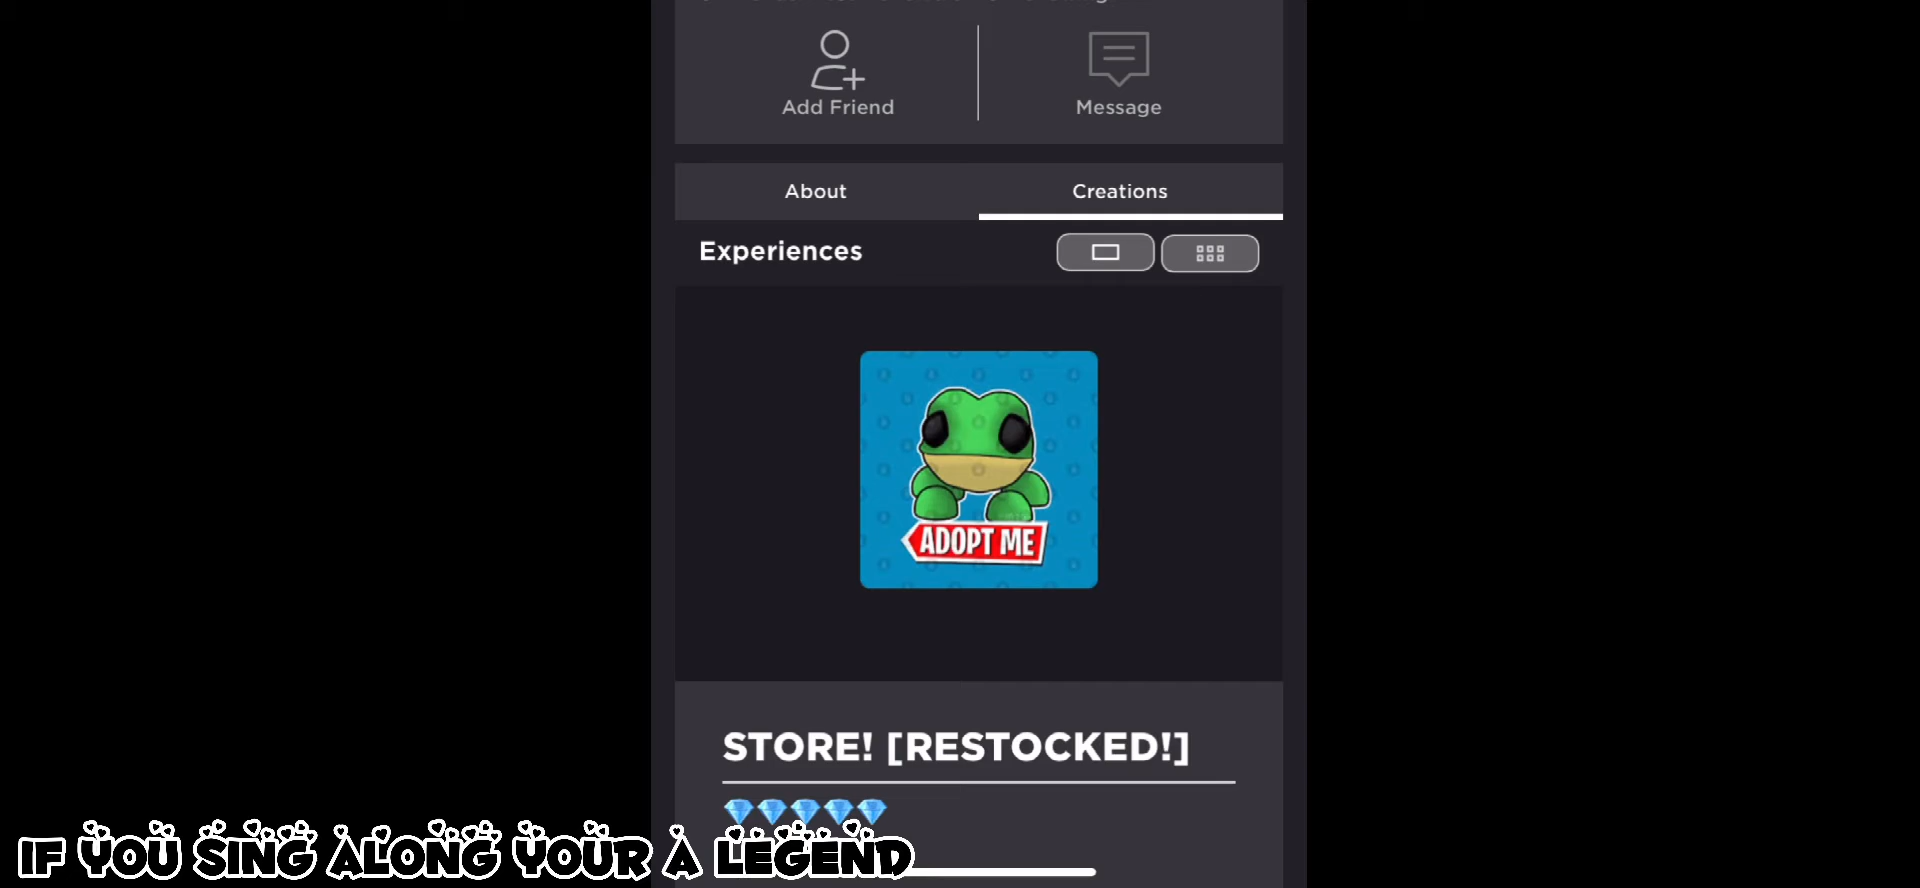 Add Friend
Message
About
Creations
Experiences
ADOPT ME
STORE! [RESTOCKED!]
💎💎💎💎💎
IF YOU SING ALONG YOUR A LEGEND